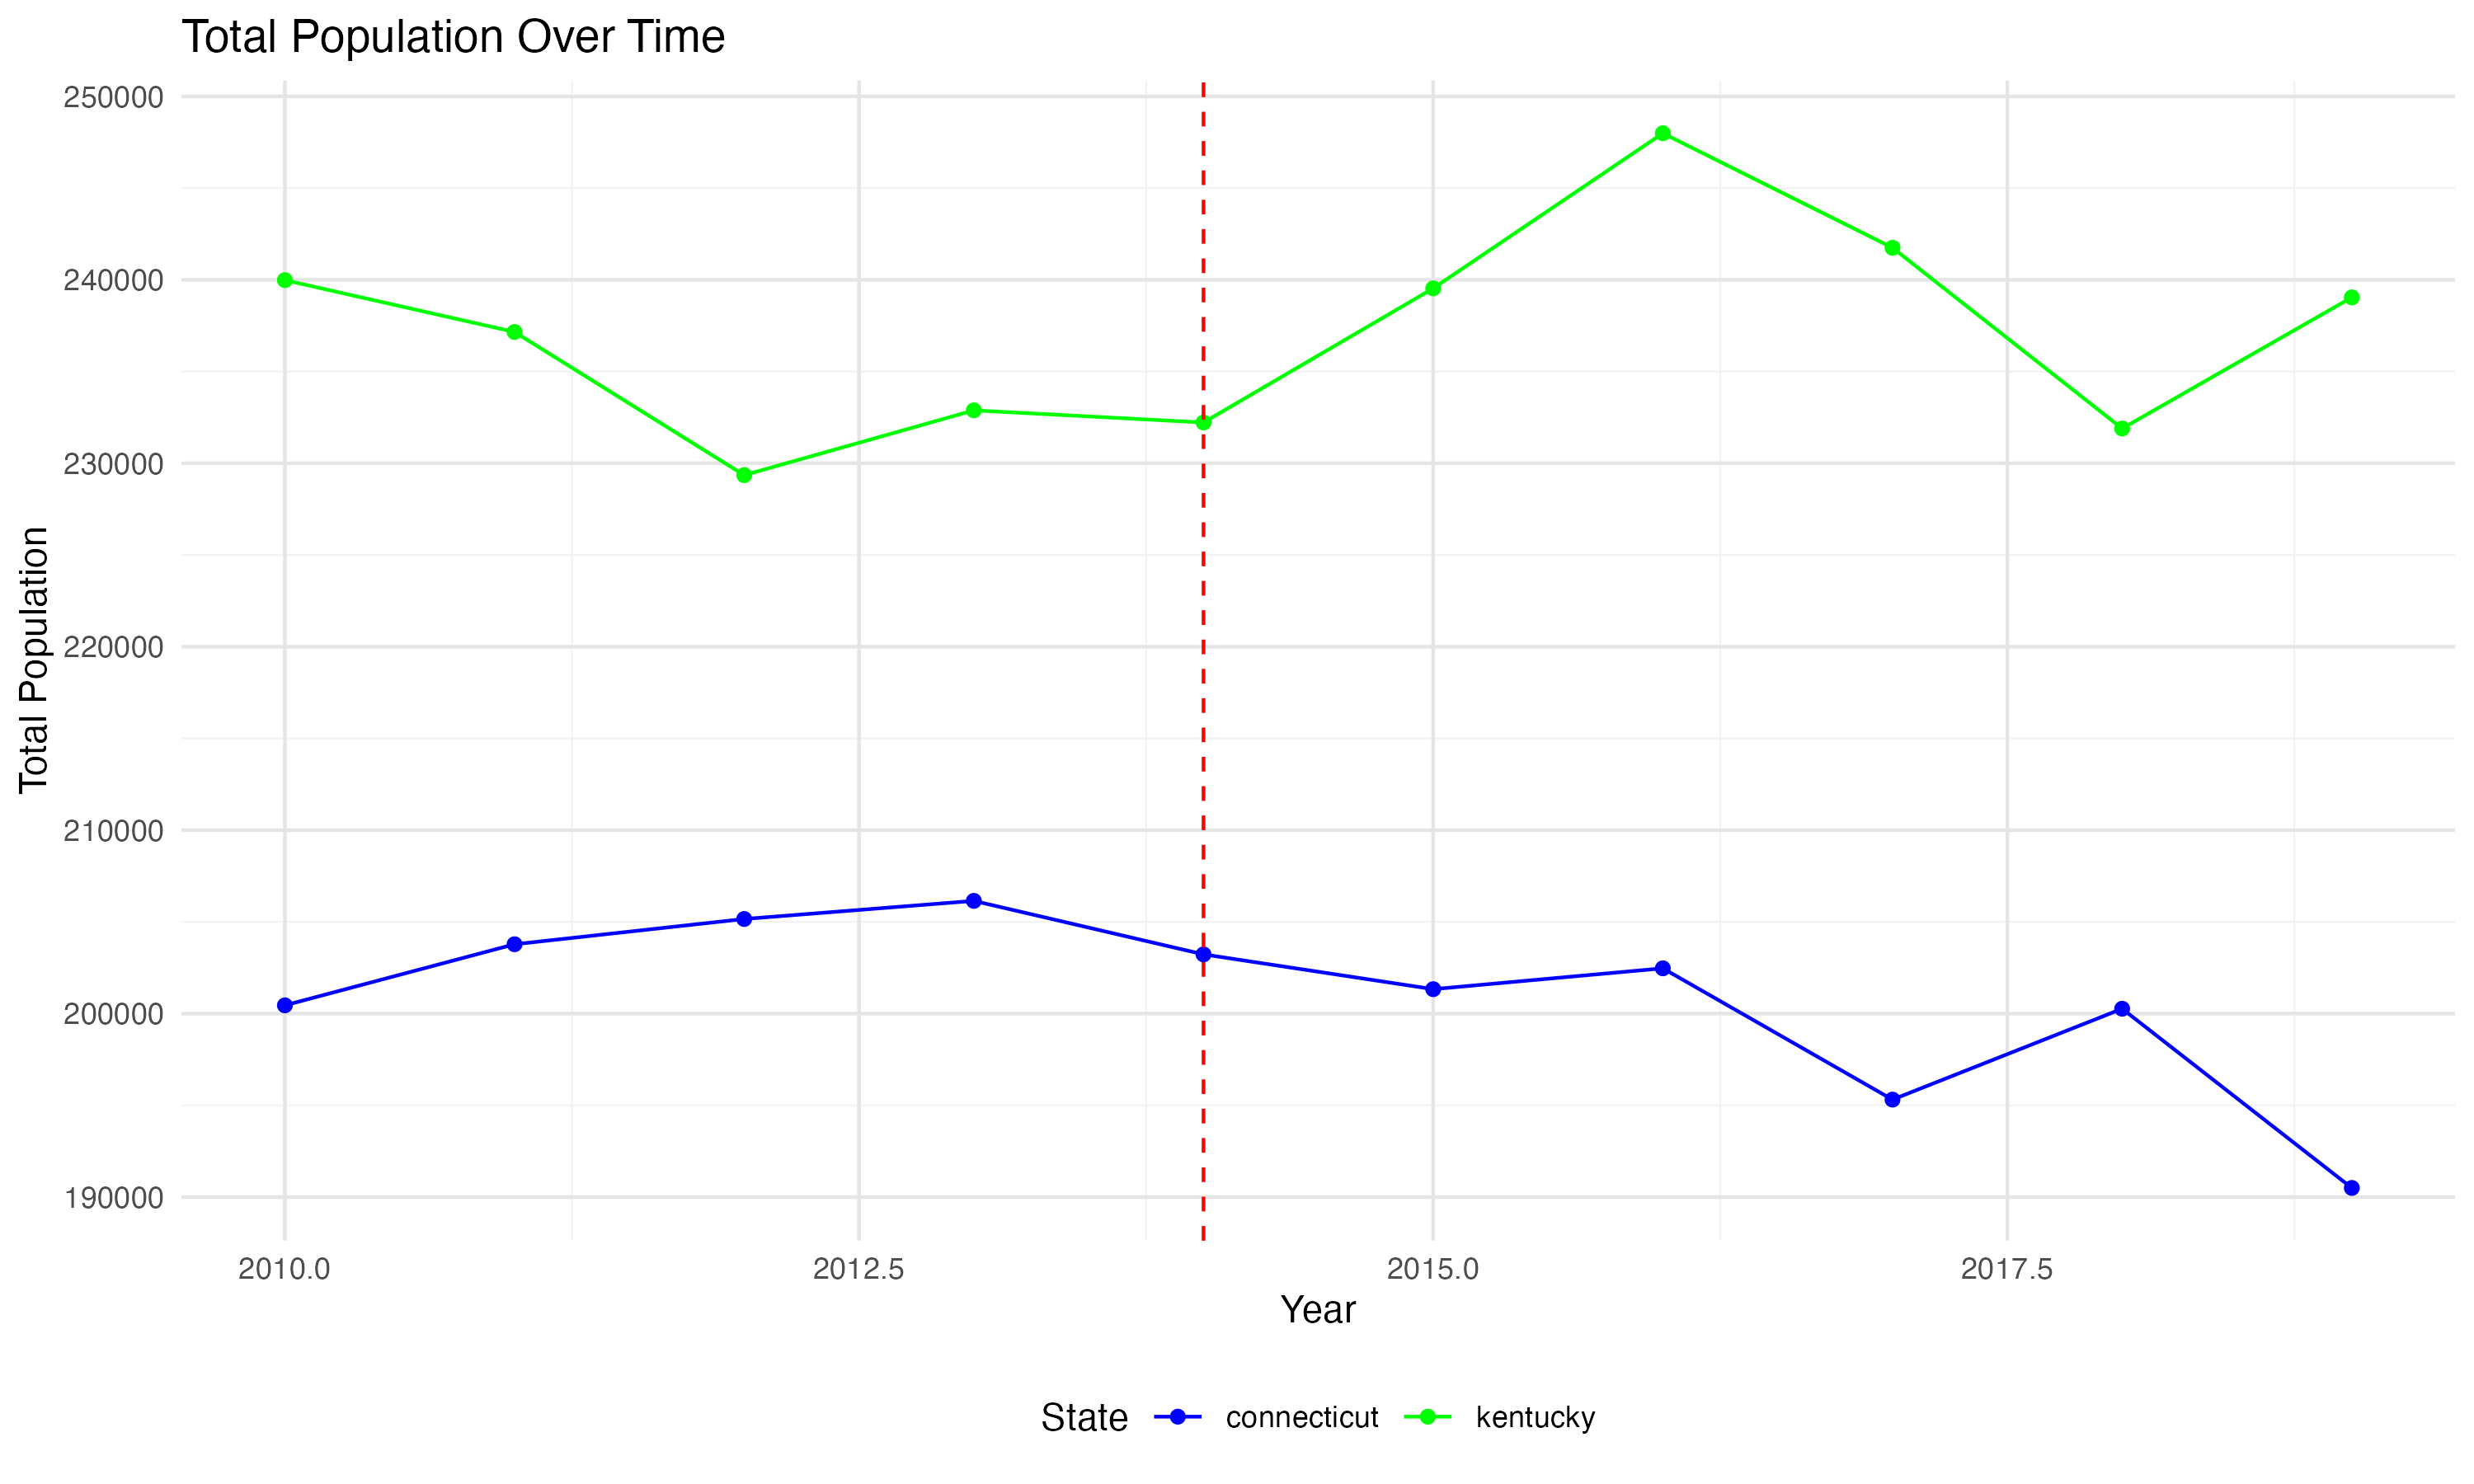 Total Population Over Time
250000
240000
230000
220000
210000
200000
190000
Total Population
2010.0 2012.5 2015.0 2017.5
Year
State connecticut kentucky